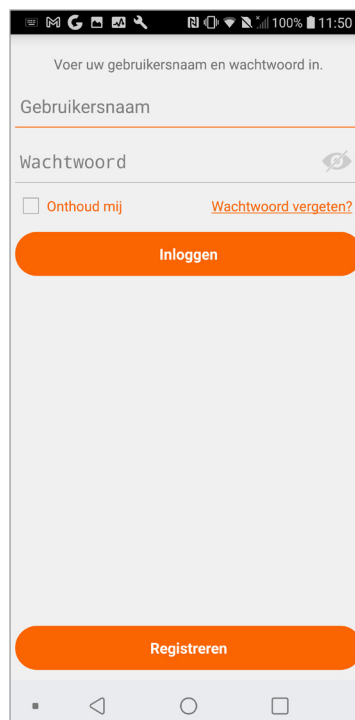 100% 11:50
Voer uw gebruikersnaam en wachtwoord in.
Gebruikersnaam
Wachtwoord
Onthoud mij Wachtwoord vergeten?
Inloggen
Registreren